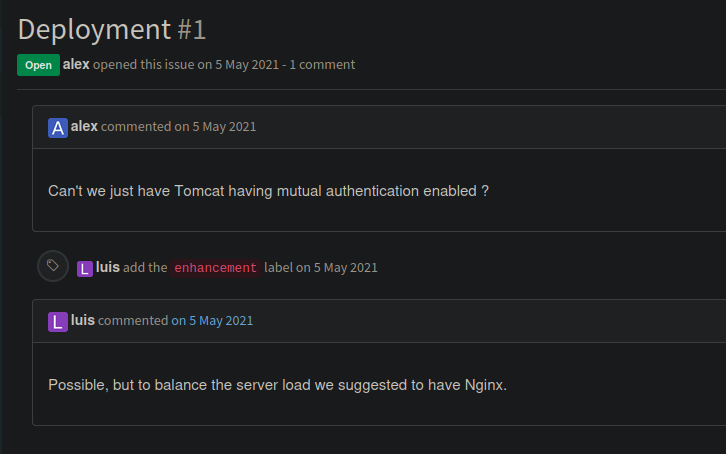 Deployment #1
Open alex opened this issue on 5 May 2021 - 1 comment
A alex commented on 5 May 2021
Can't we just have Tomcat having mutual authentication enabled ?
L luis add the enhancement label on 5 May 2021
L luis commented on 5 May 2021
Possible, but to balance the server load we suggested to have Nginx.